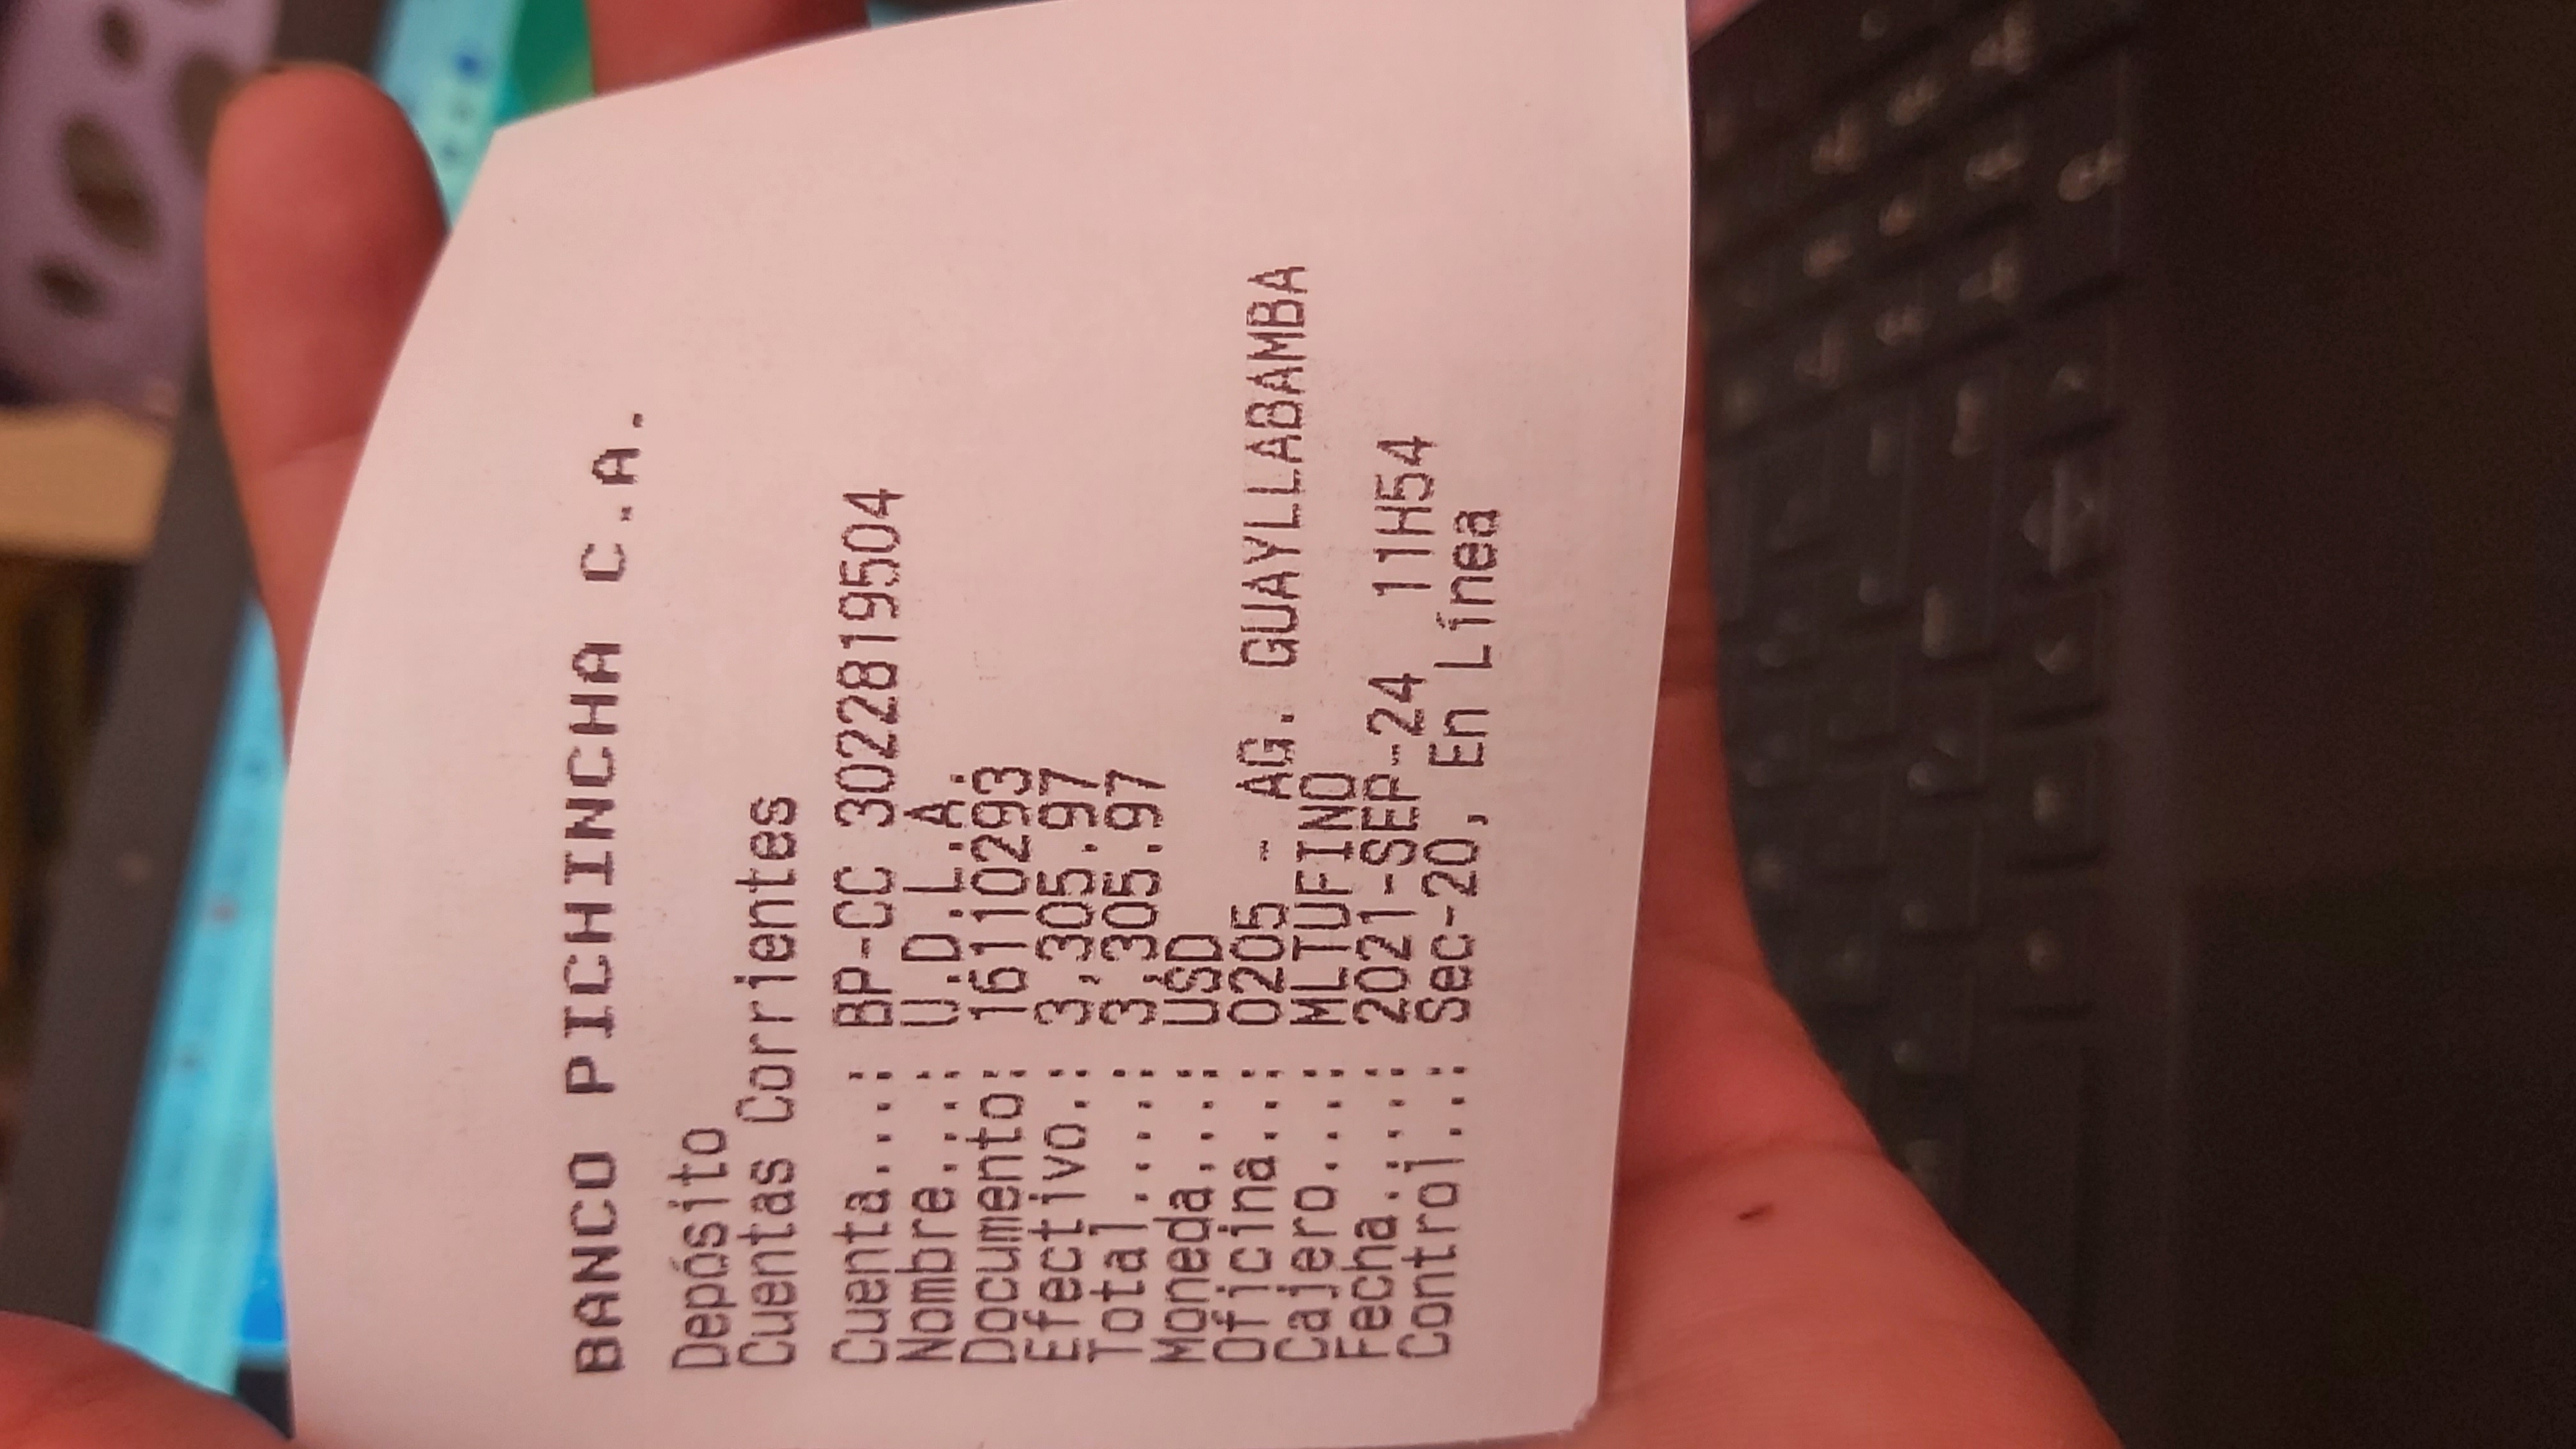 BANCO PICHINCHA C.A.
Depósito
Cuentas Corrientes
Cuenta....: BP-CC 3022819504
Nombre....: U.D.L.A.
Documento: 16110293
Efectivo.: 3,305.97
Total.....: 3,305.97
Moneda....: USD
Oficina...: 0205 - AG. GUAYLLABAMBA
Cajero....: MLTUFINO
Fecha.....: 2021-SEP-24 11H54
Control...: Sec-20, En Línea